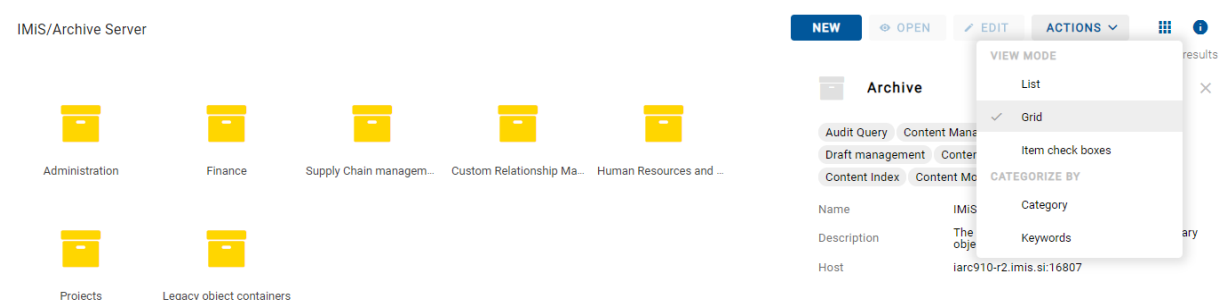 IMiS/Archive Server
NEW
OPEN
EDIT
ACTIONS
results
VIEW MODE
List
Grid
Item check boxes
CATEGORIZE BY
Category
Keywords
Archive
Audit Query Content Mana
Draft management Conter
Content Index Content Mo
Name IMiS
Description The ary
obje
Host iarc910-r2.imis.si:16807
Administration
Finance
Supply Chain managem...
Custom Relationship Ma...
Human Resources and ...
Projects
Legacy object containers